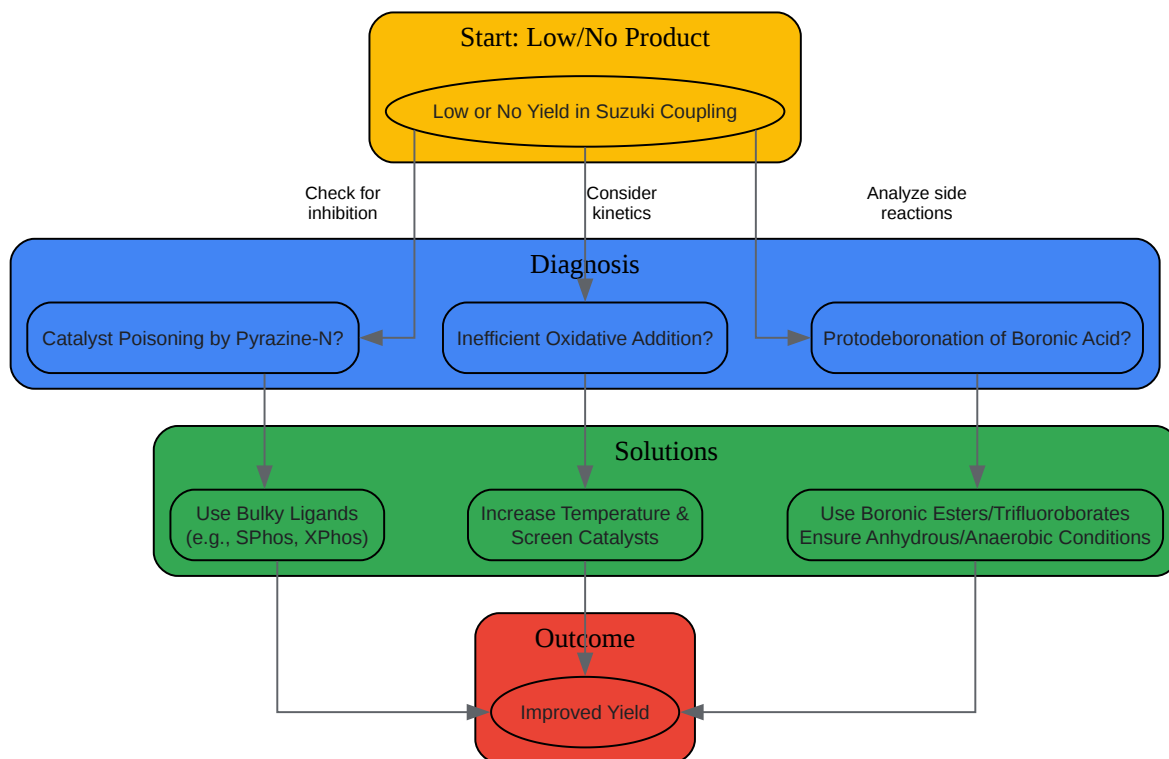 Start: Low/No Product
Low or No Yield in Suzuki Coupling
Check for
inhibition
Consider
kinetics
Analyze side
reactions
Diagnosis
Catalyst Poisoning by Pyrazine-N?
Inefficient Oxidative Addition?
Protodeboronation of Boronic Acid?
Solutions
Use Bulky Ligands
(e.g., SPhos, XPhos)
Increase Temperature &
Screen Catalysts
Use Boronic Esters/Trifluoroborates
Ensure Anhydrous/Anaerobic Conditions
Outcome
Improved Yield